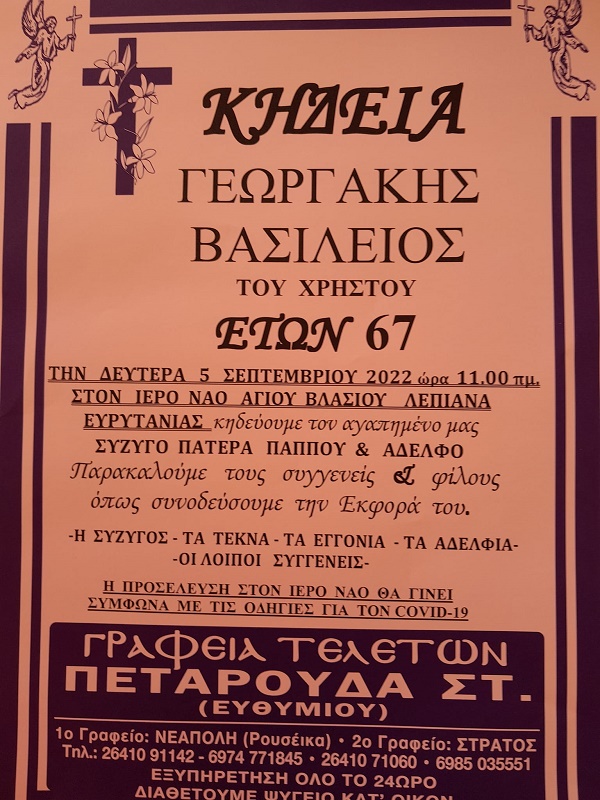 ΚΗΔΕΙΑ
ΓΕΩΡΓΑΚΗΣ
ΒΑΣΙΛΕΙΟΣ
ΤΟΥ ΧΡΗΣΤΟΥ
ΕΤΩΝ 67
ΤΗΝ ΔΕΥΤΕΡΑ 5 ΣΕΠΤΕΜΒΡΙΟΥ 2022 ώρα 11.00 πμ.
ΣΤΟΝ ΙΕΡΟ ΝΑΟ ΑΓΙΟΥ ΒΛΑΣΙΟΥ ΛΕΠΙΑΝΑ
ΕΥΡΥΤΑΝΙΑΣ κηδεύουμε τον αγαπημένο μας
ΣΥΖΥΓΟ ΠΑΤΕΡΑ ΠΑΠΠΟΥ & ΑΔΕΛΦΟ
Παρακαλούμε τους συγγενείς & φίλους
όπως συνοδεύσουμε την Εκφορά του.
-Η ΣΥΖΥΓΟΣ - ΤΑ ΤΕΚΝΑ - ΤΑ ΕΓΓΟΝΙΑ - ΤΑ ΑΔΕΛΦΙΑ-
-ΟΙ ΛΟΙΠΟΙ ΣΥΓΓΕΝΕΙΣ-
Η ΠΡΟΣΕΛΕΥΣΗ ΣΤΟΝ ΙΕΡΟ ΝΑΟ ΘΑ ΓΙΝΕΙ
ΣΥΜΦΩΝΑ ΜΕ ΤΙΣ ΟΔΗΓΙΕΣ ΓΙΑ ΤΟΝ COVID-19
ΓΡΑΦΕΙΑ ΤΕΛΕΤΩΝ
ΠΕΤΑΡΟΥΔΑ ΣΤ.
(ΕΥΘΥΜΙΟΥ)
1ο Γραφείο: ΝΕΑΠΟΛΗ (Ρουσέικα) • 2ο Γραφείο: ΣΤΡΑΤΟΣ
Τηλ.: 26410 91142 - 6974 771845 • 26410 71060 • 6985 035551
ΕΞΥΠΗΡΕΤΗΣΗ ΟΛΟ ΤΟ 24ΩΡΟ
ΔΙΑΘΕΤΟΥΜΕ ΨΥΓΕΙΟ ΚΑΤ' ΟΙΚΟΝ